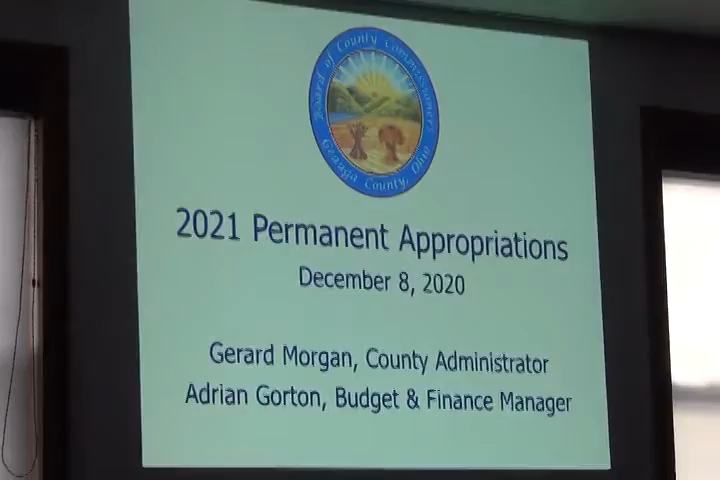 Board of County Commissioners
Geauga County, Ohio
2021 Permanent Appropriations
December 8, 2020
Gerard Morgan, County Administrator
Adrian Gorton, Budget & Finance Manager